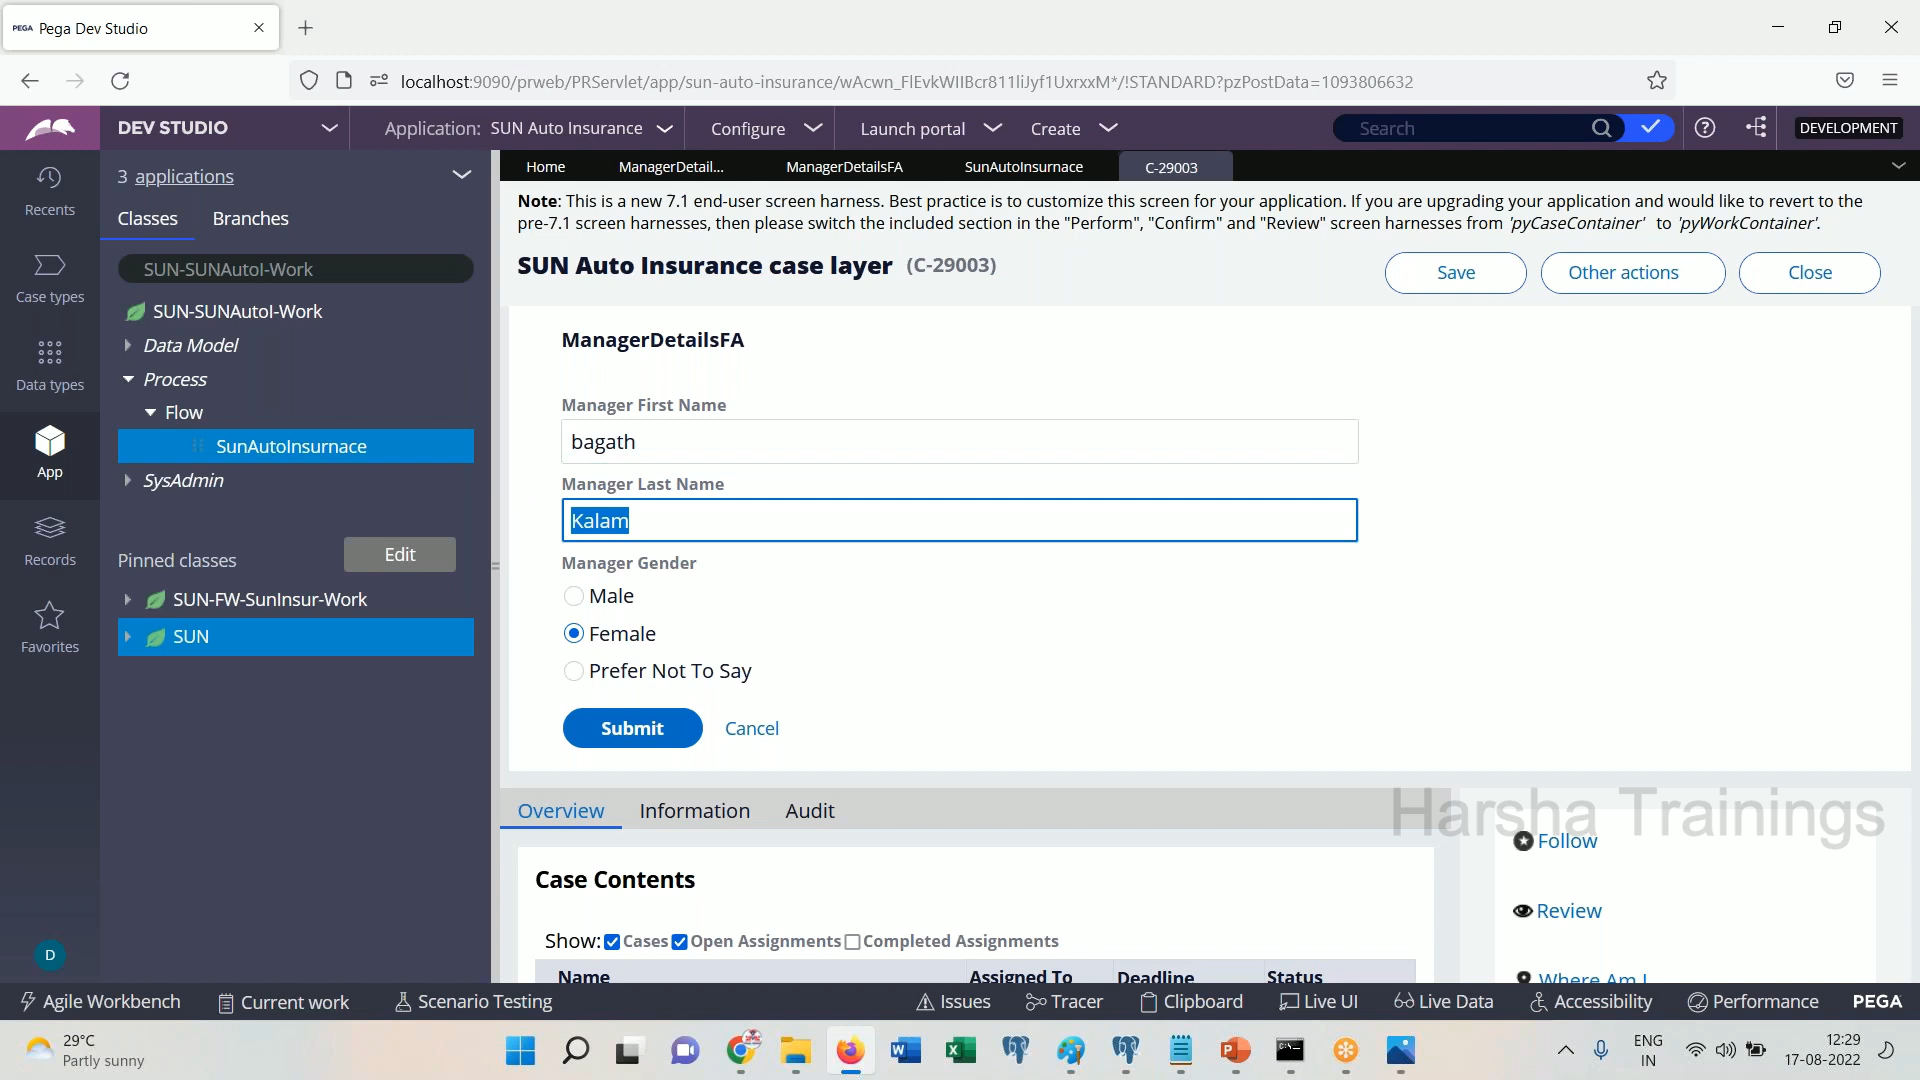 PEGA Pega Dev Studio
localhost:9090/prweb/PRServlet/app/sun-auto-insurance/wAcwn_FlEvkWIIBcr811liJyf1UxrxxM*/!STANDARD?pzPostData=1093806632
DEV STUDIO
Application: SUN Auto Insurance
Configure
Launch portal
Create
Search
DEVELOPMENT
Recents
Case types
Data types
App
Records
Favorites
D
3 applications
Classes Branches
SUN-SUNAutoI-Work
SUN-SUNAutoI-Work
Data Model
Process
Flow
SunAutoInsurnace
SysAdmin
Pinned classes Edit
SUN-FW-SunInsur-Work
SUN
Home ManagerDetail... ManagerDetailsFA SunAutoInsurnace C-29003
Note: This is a new 7.1 end-user screen harness. Best practice is to customize this screen for your application. If you are upgrading your application and would like to revert to the
pre-7.1 screen harnesses, then please switch the included section in the "Perform", "Confirm" and "Review" screen harnesses from 'pyCaseContainer' to 'pyWorkContainer'.
SUN Auto Insurance case layer (C-29003)
Save Other actions Close
ManagerDetailsFA
Manager First Name
bagath
Manager Last Name
Kalam
Manager Gender
Male
Female
Prefer Not To Say
Submit Cancel
Overview Information Audit
Harsha Trainings
Follow
Review
Where Am I
Case Contents
Show: Cases Open Assignments Completed Assignments
Name Assigned To Deadline Status
Agile Workbench Current work Scenario Testing Issues Tracer Clipboard Live UI Live Data Accessibility Performance PEGA
29°C
Partly sunny
ENG
IN
12:29
17-08-2022